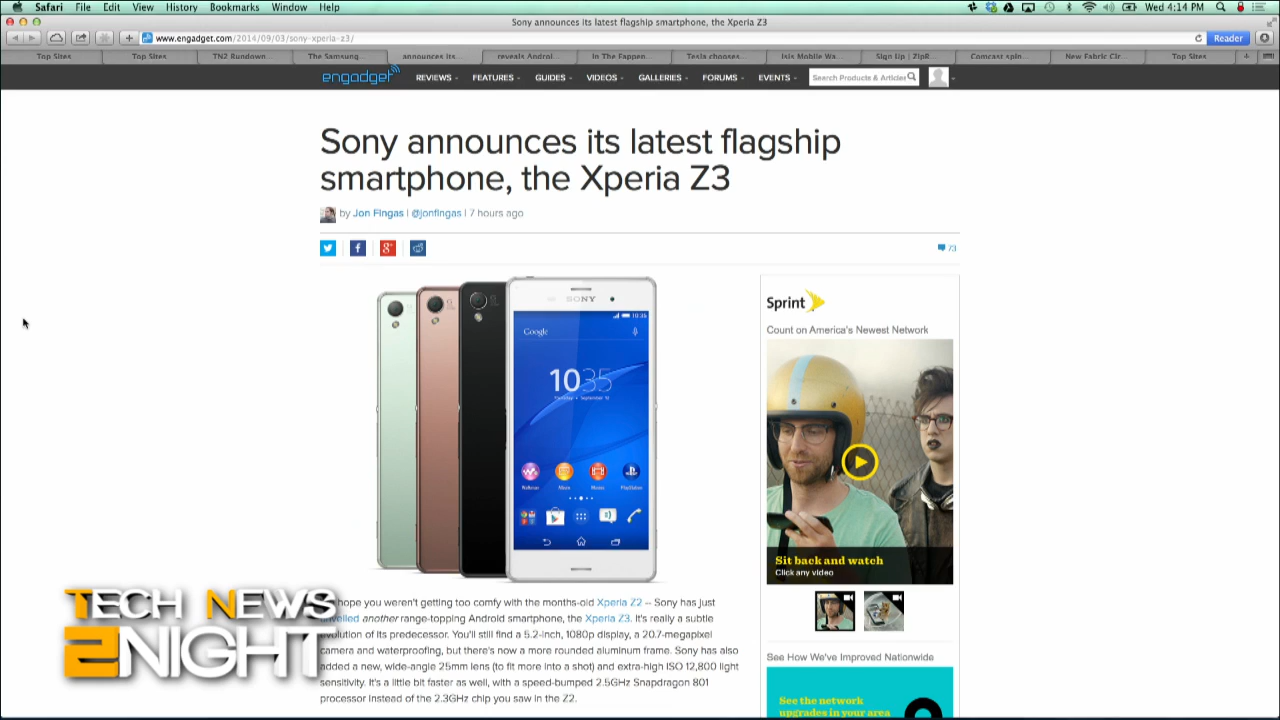 Safari File Edit View History Bookmarks Window Help Wed 4:14 PM
Sony announces its latest flagship smartphone, the Xperia Z3
www.engadget.com/2014/09/03/sony-xperia-z3/ Reader
Top Sites Top Sites TN2 Rundown... The Samsung... announces its... reveals Androi... In The Fappen... Tesla chooses... Isis Mobile Wa... Sign Up | ZipR... Comcast spin... New Fabric Cir... Top Sites
engadget REVIEWS FEATURES GUIDES VIDEOS GALLERIES FORUMS EVENTS Search Products & Articles
Sony announces its latest flagship
smartphone, the Xperia Z3
by Jon Fingas | @jonfingas | 7 hours ago
73
SONY
10:35
Google
10 35
Walkman
Movies
PlayStation
hope you weren't getting too comfy with the months-old Xperia Z2 -- Sony has just
another range-topping Android smartphone, the Xperia Z3. It's really a subtle
evolution of its predecessor. You'll still find a 5.2-inch, 1080p display, a 20.7-megapixel
camera and waterproofing, but there's now a more rounded aluminum frame. Sony has also
added a new, wide-angle 25mm lens (to fit more into a shot) and extra-high ISO 12,800 light
sensitivity. It's a little bit faster as well, with a speed-bumped 2.5GHz Snapdragon 801
processor instead of the 2.3GHz chip you saw in the Z2.
Sprint
Count on America's Newest Network
Sit back and watch
Click any video
See How We've Improved Nationwide
See the network
upgrades in your area
TECH NEWS
2NIGHT